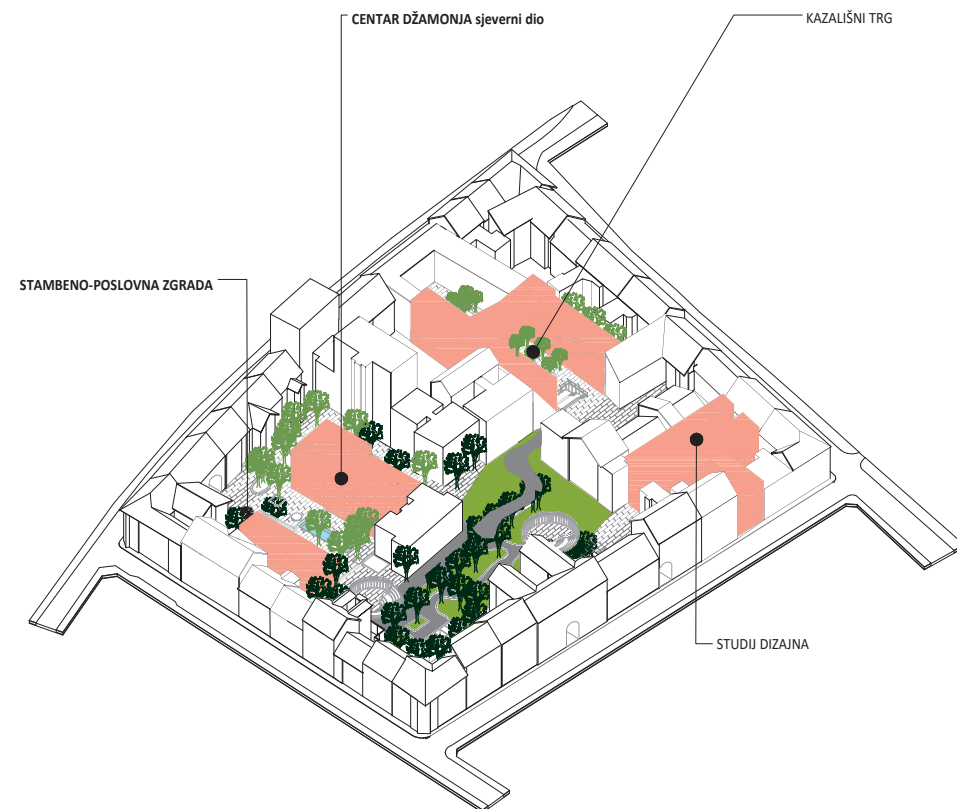 CENTAR DŽAMONJA sjeverni dio
KAZALIŠNI TRG
STAMBENO-POSLOVNA ZGRADA
STUDIJ DIZAJNA